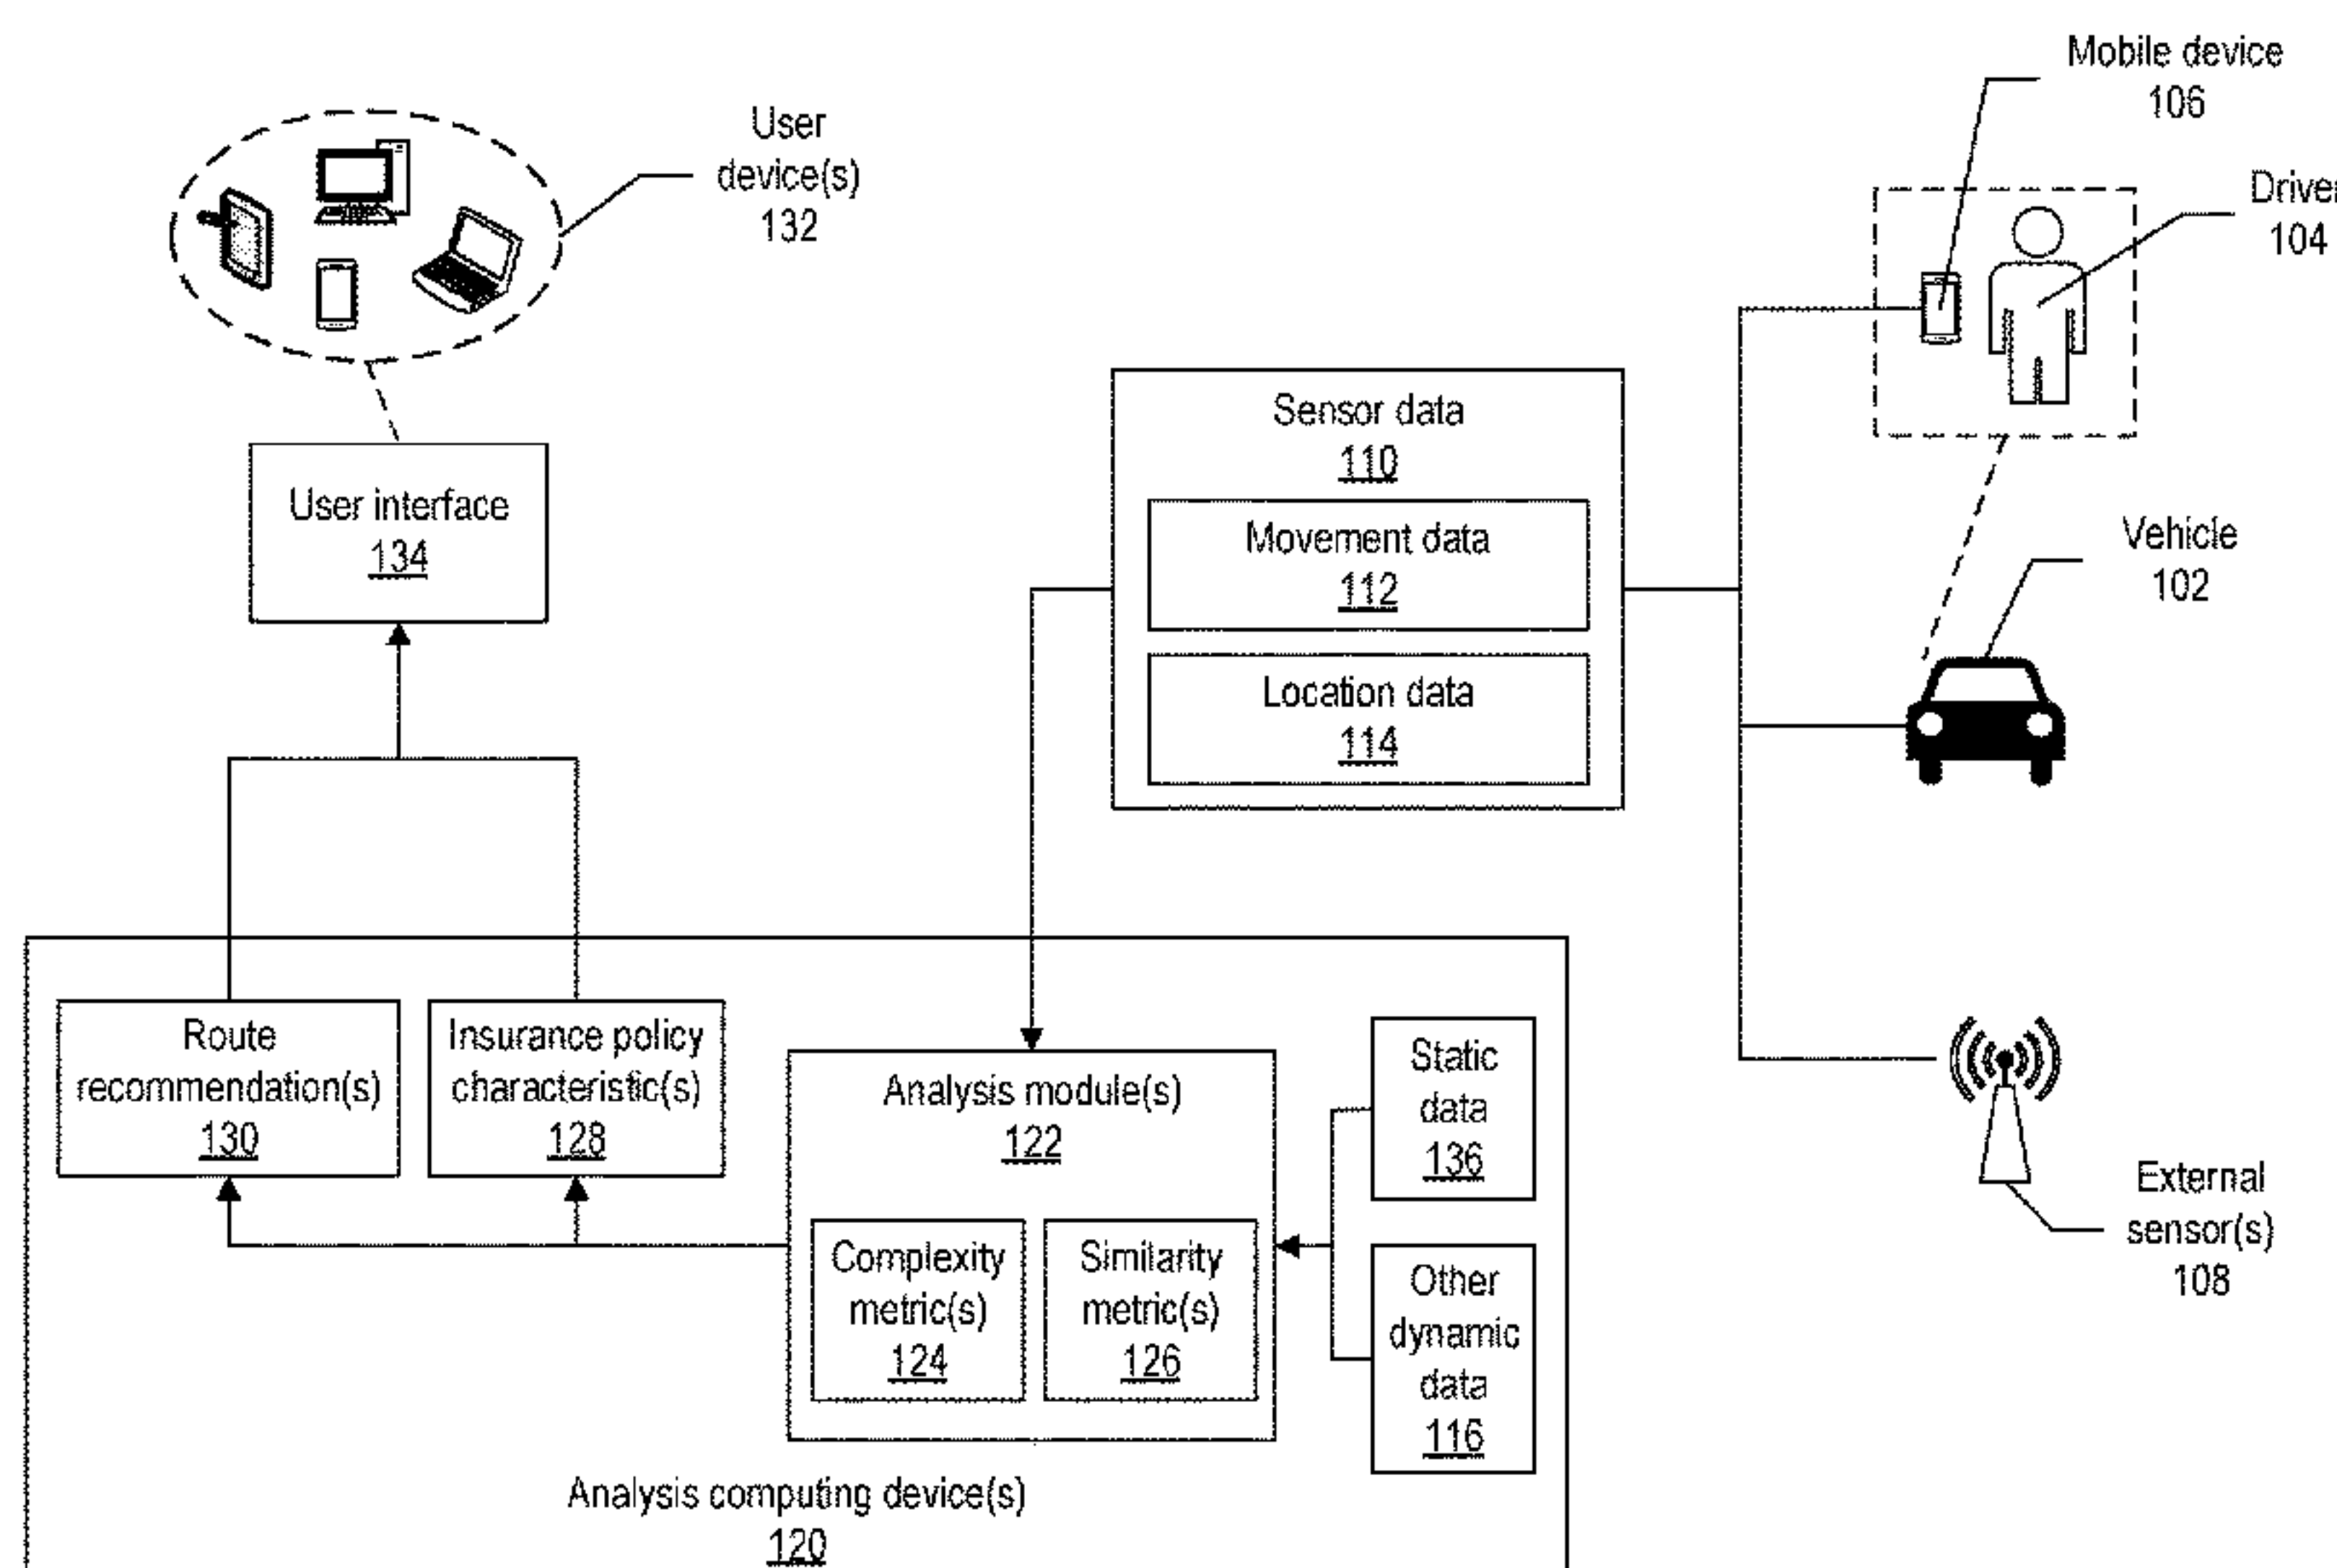 User
device(s)
132
Mobile device
106
Driver
104
Sensor data
110
Movement data
112
Location data
114
User interface
134
Vehicle
102
Route
recommendation(s)
130
Insurance policy
characteristic(s)
128
Analysis module(s)
122
Complexity
metric(s)
124
Similarity
metric(s)
126
Static
data
136
Other
dynamic
data
116
External
sensor(s)
108
Analysis computing device(s)
120